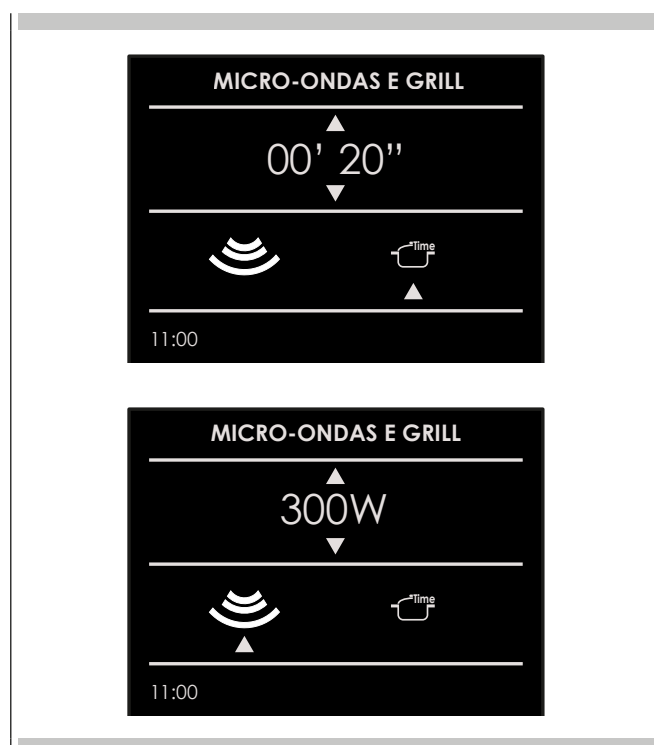 MICRO-ONDAS E GRILL
00’ 20’’
Time
11:00
MICRO-ONDAS E GRILL
300W
Time
11:00